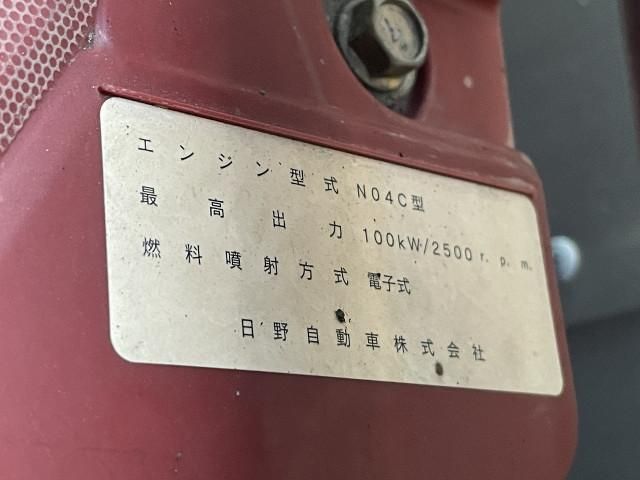 エンジン型式 N04C型
最高出力 100kW/2500 r.p.m.
燃料噴射方式 電子式
日野自動車株式会社